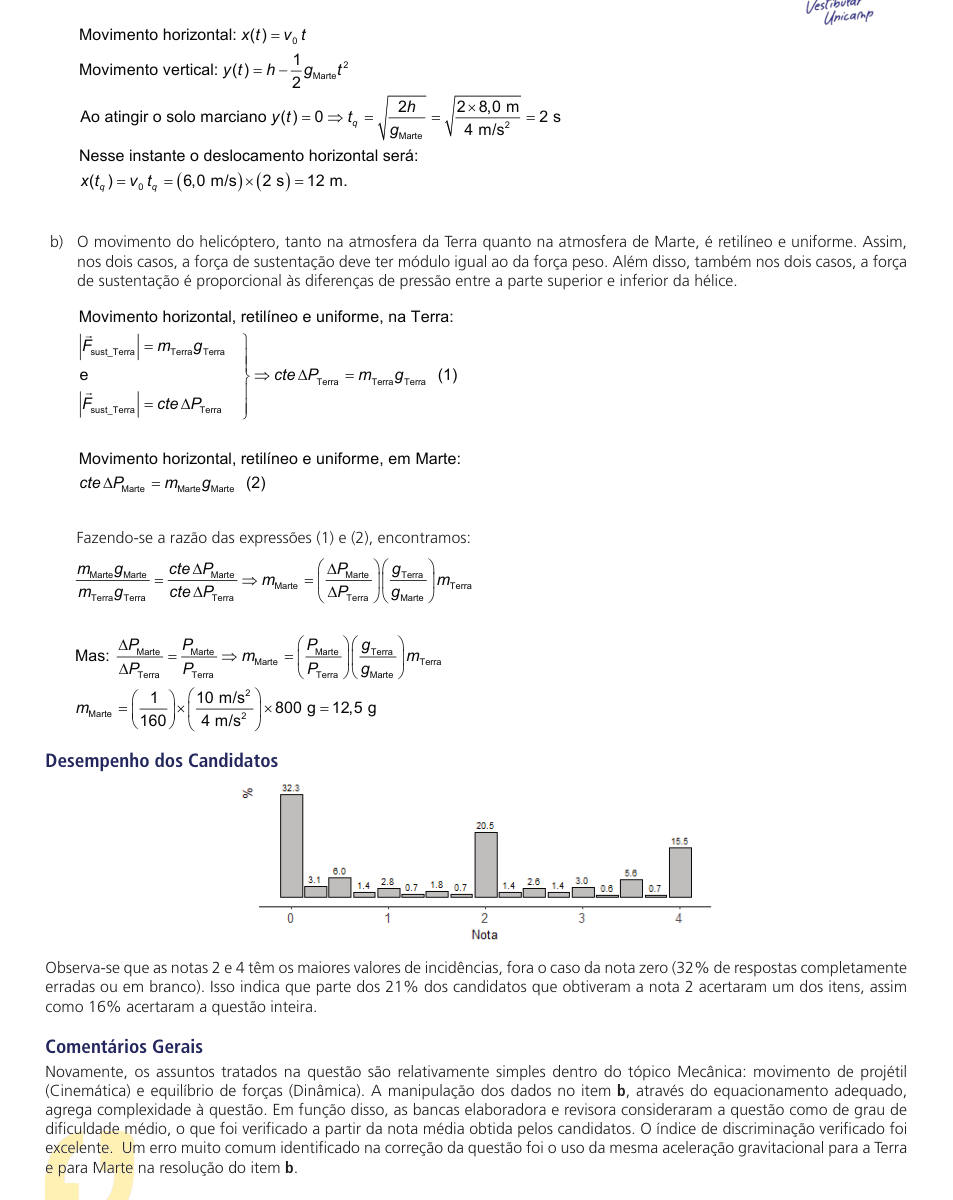 Vestibular
Unicamp
Movimento horizontal: x(t) = v₀ t
Movimento vertical: y(t) = h − 1/2 g_Marte t²
Ao atingir o solo marciano y(t) = 0 ⇒ t_q = √(2h / g_Marte) = √(2 × 8,0 m / 4 m/s²) = 2 s
Nesse instante o deslocamento horizontal será:
x(t_q) = v₀ t_q = (6,0 m/s) × (2 s) = 12 m.
b) O movimento do helicóptero, tanto na atmosfera da Terra quanto na atmosfera de Marte, é retilíneo e uniforme. Assim,
nos dois casos, a força de sustentação deve ter módulo igual ao da força peso. Além disso, também nos dois casos, a força
de sustentação é proporcional às diferenças de pressão entre a parte superior e inferior da hélice.
Movimento horizontal, retilíneo e uniforme, na Terra:
|F⃗_sust_Terra| = m_Terra g_Terra
e
⇒ cte ΔP_Terra = m_Terra g_Terra (1)
|F⃗_sust_Terra| = cte ΔP_Terra
Movimento horizontal, retilíneo e uniforme, em Marte:
cte ΔP_Marte = m_Marte g_Marte (2)
Fazendo-se a razão das expressões (1) e (2), encontramos:
m_Marte g_Marte / m_Terra g_Terra = cte ΔP_Marte / cte ΔP_Terra ⇒ m_Marte = (ΔP_Marte / ΔP_Terra) (g_Terra / g_Marte) m_Terra
Mas: ΔP_Marte / ΔP_Terra = P_Marte / P_Terra ⇒ m_Marte = (P_Marte / P_Terra) (g_Terra / g_Marte) m_Terra
m_Marte = (1 / 160) × (10 m/s² / 4 m/s²) × 800 g = 12,5 g
Desempenho dos Candidatos
%
32.3 3.1 6.0 1.4 2.8 0.7 1.8 0.7 20.5 1.4 2.6 1.4 3.0 0.6 5.6 0.7 15.5
0 1 2 3 4
Nota
Observa-se que as notas 2 e 4 têm os maiores valores de incidências, fora o caso da nota zero (32% de respostas completamente
erradas ou em branco). Isso indica que parte dos 21% dos candidatos que obtiveram a nota 2 acertaram um dos itens, assim
como 16% acertaram a questão inteira.
Comentários Gerais
Novamente, os assuntos tratados na questão são relativamente simples dentro do tópico Mecânica: movimento de projétil
(Cinemática) e equilíbrio de forças (Dinâmica). A manipulação dos dados no item b, através do equacionamento adequado,
agrega complexidade à questão. Em função disso, as bancas elaboradora e revisora consideraram a questão como de grau de
dificuldade médio, o que foi verificado a partir da nota média obtida pelos candidatos. O índice de discriminação verificado foi
excelente. Um erro muito comum identificado na correção da questão foi o uso da mesma aceleração gravitacional para a Terra
e para Marte na resolução do item b.